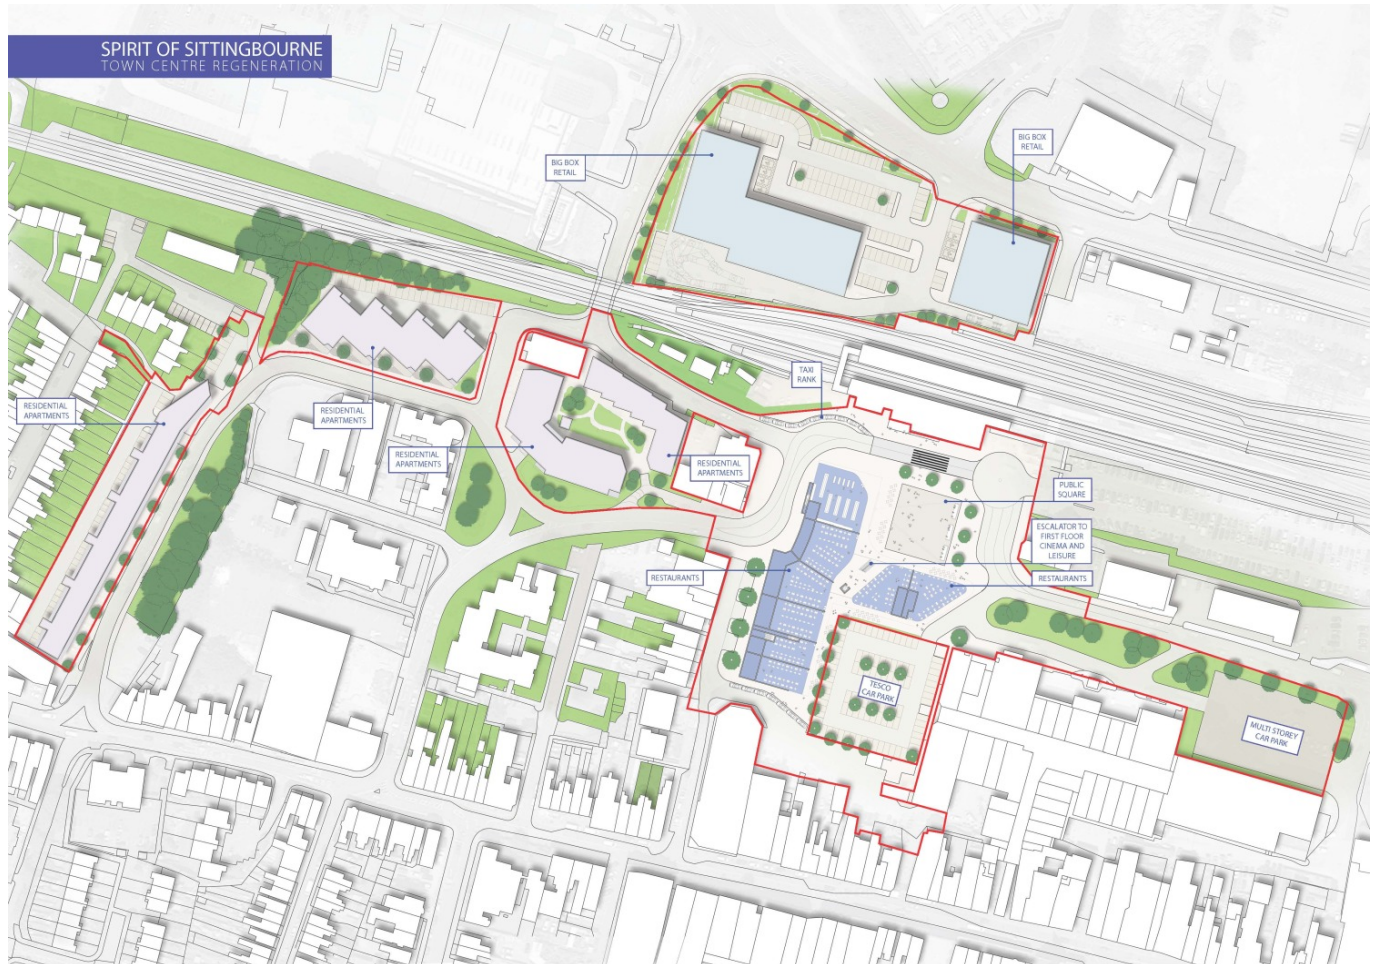 SPIRIT OF SITTINGBOURNE
TOWN CENTRE REGENERATION
BIG BOX
RETAIL
BIG BOX
RETAIL
TAXI
RANK
RESIDENTIAL
APARTMENTS
RESIDENTIAL
APARTMENTS
RESIDENTIAL
APARTMENTS
RESIDENTIAL
APARTMENTS
PUBLIC
SQUARE
ESCALATOR TO
FIRST FLOOR
CINEMA AND
LEISURE
RESTAURANTS
RESTAURANTS
TESCO
CAR PARK
MULTI STOREY
CAR PARK